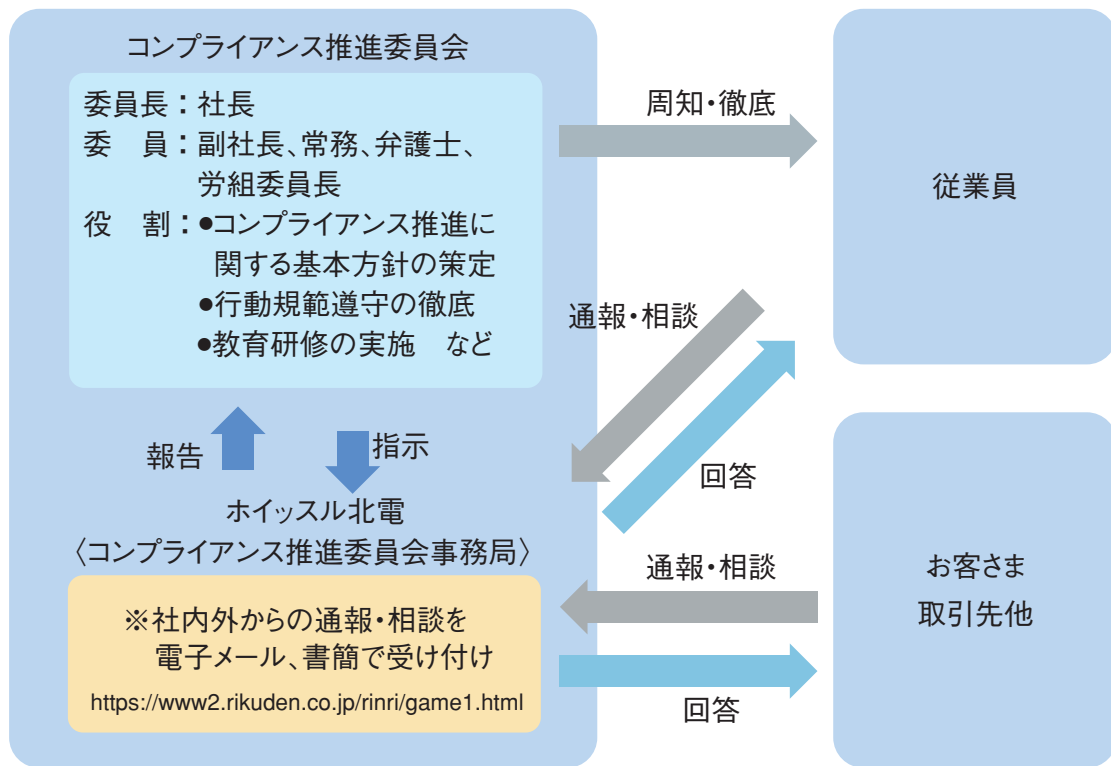 コンプライアンス推進委員会
委員長：社長
委　員：副社長、常務、弁護士、
労組委員長
役　割：●コンプライアンス推進に
関する基本方針の策定
●行動規範遵守の徹底
●教育研修の実施　など
報告
指示
ホイッスル北電
〈コンプライアンス推進委員会事務局〉
※社内外からの通報・相談を
電子メール、書簡で受け付け
https://www2.rikuden.co.jp/rinri/game1.html
周知・徹底
通報・相談
回答
通報・相談
回答
従業員
お客さま
取引先他